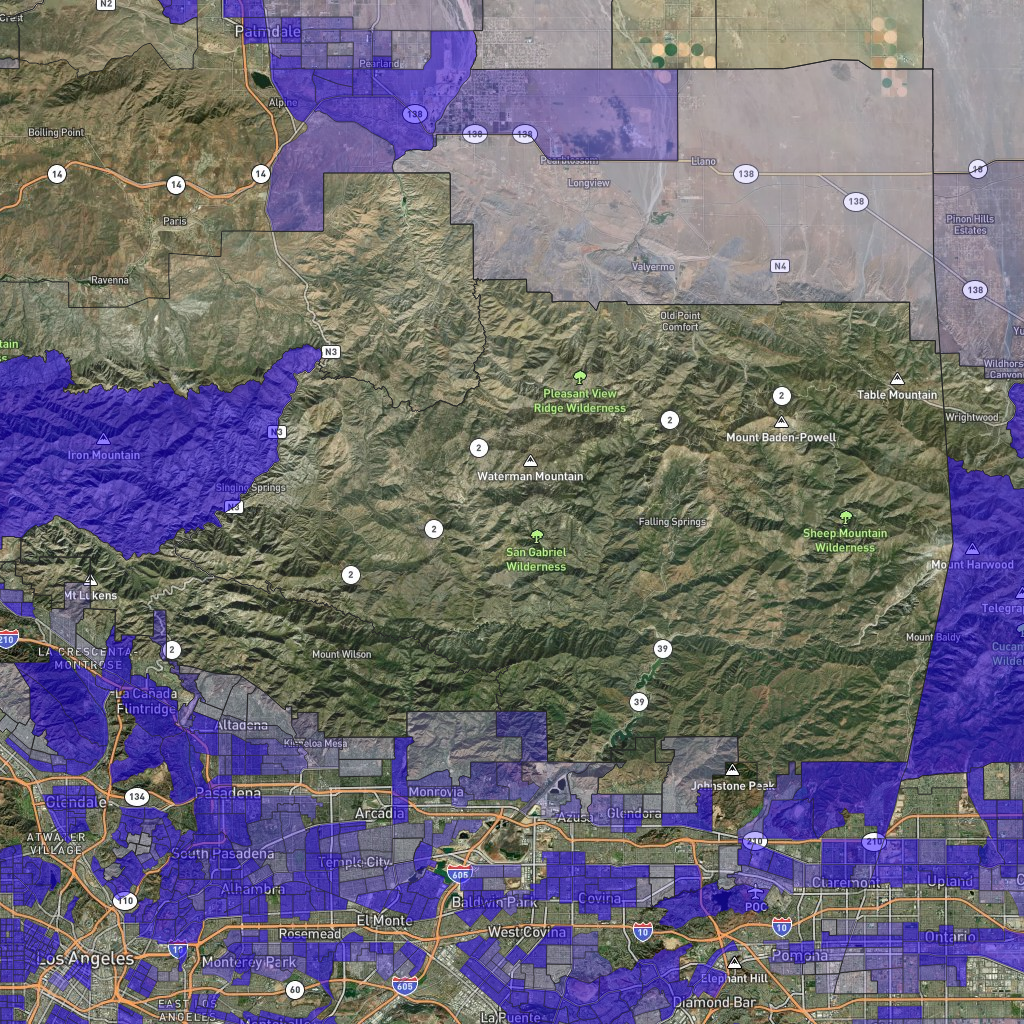 N2
Crest
Palmdale
Pearland
Alpine
138
Boiling Point
138
138
Pearblossom
Llano
18
14
14
14
138
Longview
138
Paris
Pinon Hills
Estates
Valyermo
N4
Ravenna
138
Old Point
Comfort
N3
Wildhors
Canyon
Pleasant View
Ridge Wilderness
Table Mountain
2
2
Mount Baden-Powell
Wrightwood
N3
Iron Mountain
2
Waterman Mountain
Singing Springs
N3
Falling Springs
2
Sheep Mountain
Wilderness
San Gabriel
Wilderness
Mount Harwood
2
Mt Lukens
Telegra
210
LA CRESCENTA-
MONTROSE
2
Mount Wilson
39
Mount Baldy
Cucam
Wilder
La Cañada
Flintridge
39
Altadena
Kinneloa Mesa
Johnstone Peak
134
Pasadena
Monrovia
Glendale
Arcadia
Azusa
Glendora
ATWATER
VILLAGE
South Pasadena
Temple City
210
210
605
Claremont
Upland
Alhambra
110
Baldwin Park
Covina
POC
El Monte
Rosemead
West Covina
10
10
10
Ontario
Los Angeles
Monterey Park
Pomona
Elephant Hill
60
605
EAST LOS
ANGELES
Diamond Bar
Montebello
La Puente